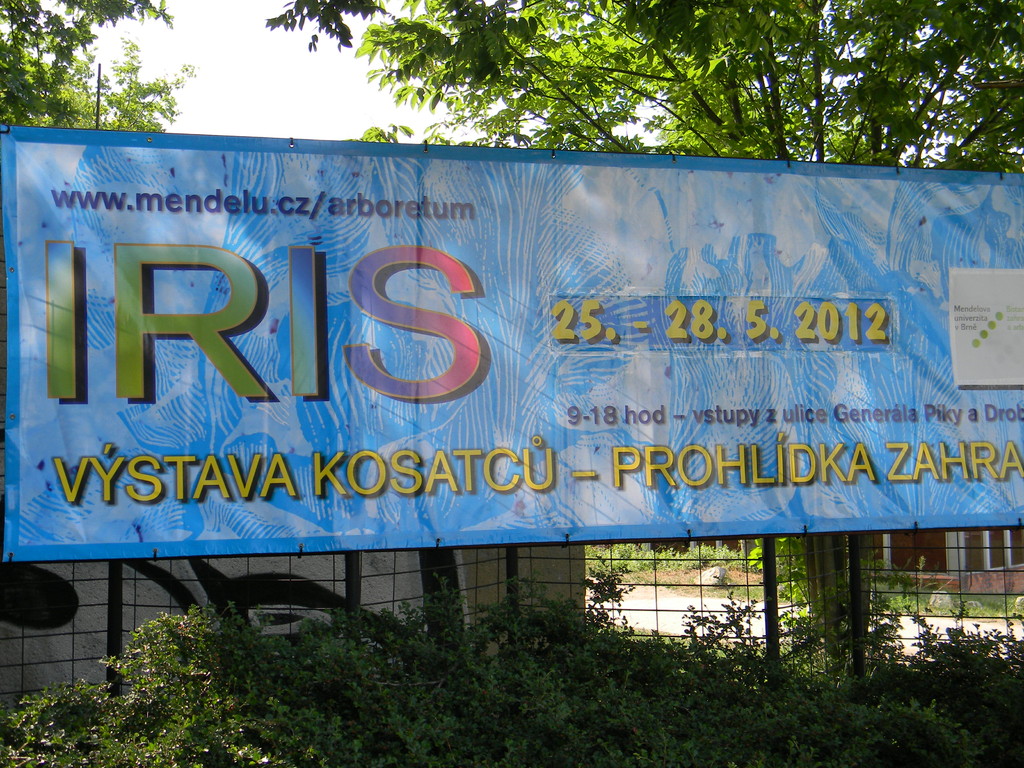 www.mendelu.cz/arboretum
IRIS
25. - 28. 5. 2012
Mendelova
univerzita
v Brně
9-18 hod – vstupy z ulice Generála Píky a Drob
VÝSTAVA KOSATCŮ – PROHLÍDKA ZAHRA